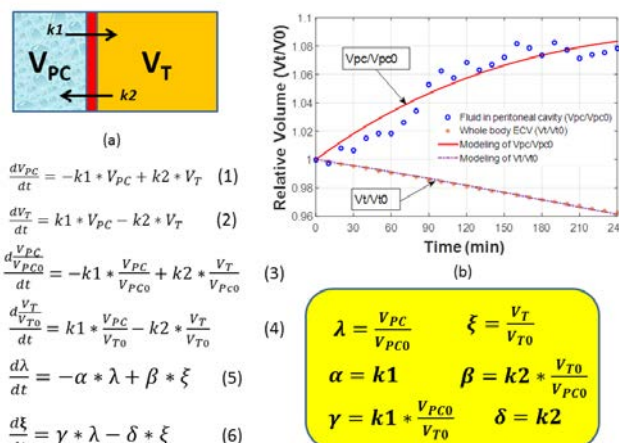 k1
V_PC
V_T
k2
(a)
dV_PC/dt = −k1 * V_PC + k2 * V_T (1)
dV_T/dt = k1 * V_PC − k2 * V_T (2)
d(V_PC/V_PC0)/dt = −k1 * V_PC/V_PC0 + k2 * V_T/V_PC0 (3)
d(V_T/V_T0)/dt = k1 * V_PC/V_T0 − k2 * V_T/V_T0 (4)
dλ/dt = −α * λ + β * ξ (5)
dξ/dt = γ * λ − δ * ξ (6)
Relative Volume (Vt/V0)
1.1
1.08
1.06
1.04
1.02
1
0.98
0.96
Vpc/Vpc0
Fluid in peritoneal cavity (Vpc/Vpc0)
Whole body ECV (Vt/Vt0)
Modeling of Vpc/Vpc0
Modeling of Vt/Vt0
Vt/Vt0
0 30 60 90 120 150 180 210 240
Time (min)
(b)
λ = V_PC/V_PC0 ξ = V_T/V_T0
α = k1 β = k2 * V_T0/V_PC0
γ = k1 * V_PC0/V_T0 δ = k2